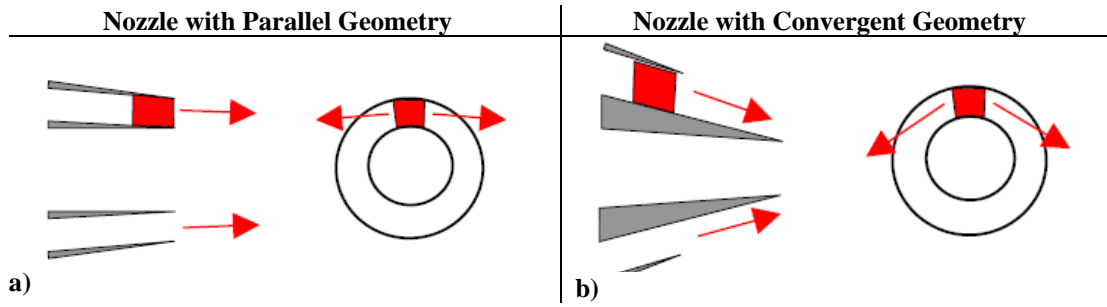 Nozzle with Parallel Geometry
Nozzle with Convergent Geometry
a)
b)